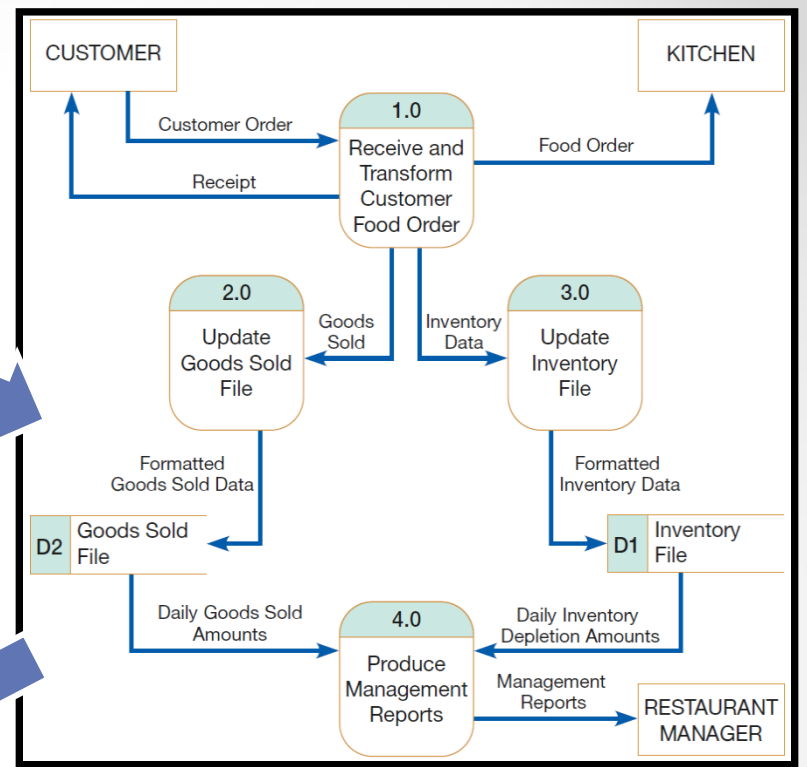 CUSTOMER
KITCHEN
1.0
Receive and
Transform
Customer
Food Order
Customer Order
Food Order
Receipt
2.0
Update
Goods Sold
File
Goods
Sold
Inventory
Data
3.0
Update
Inventory
File
Formatted
Goods Sold Data
Formatted
Inventory Data
D2
Goods Sold
File
D1
Inventory
File
Daily Goods Sold
Amounts
4.0
Produce
Management
Reports
Daily Inventory
Depletion Amounts
Management
Reports
RESTAURANT
MANAGER